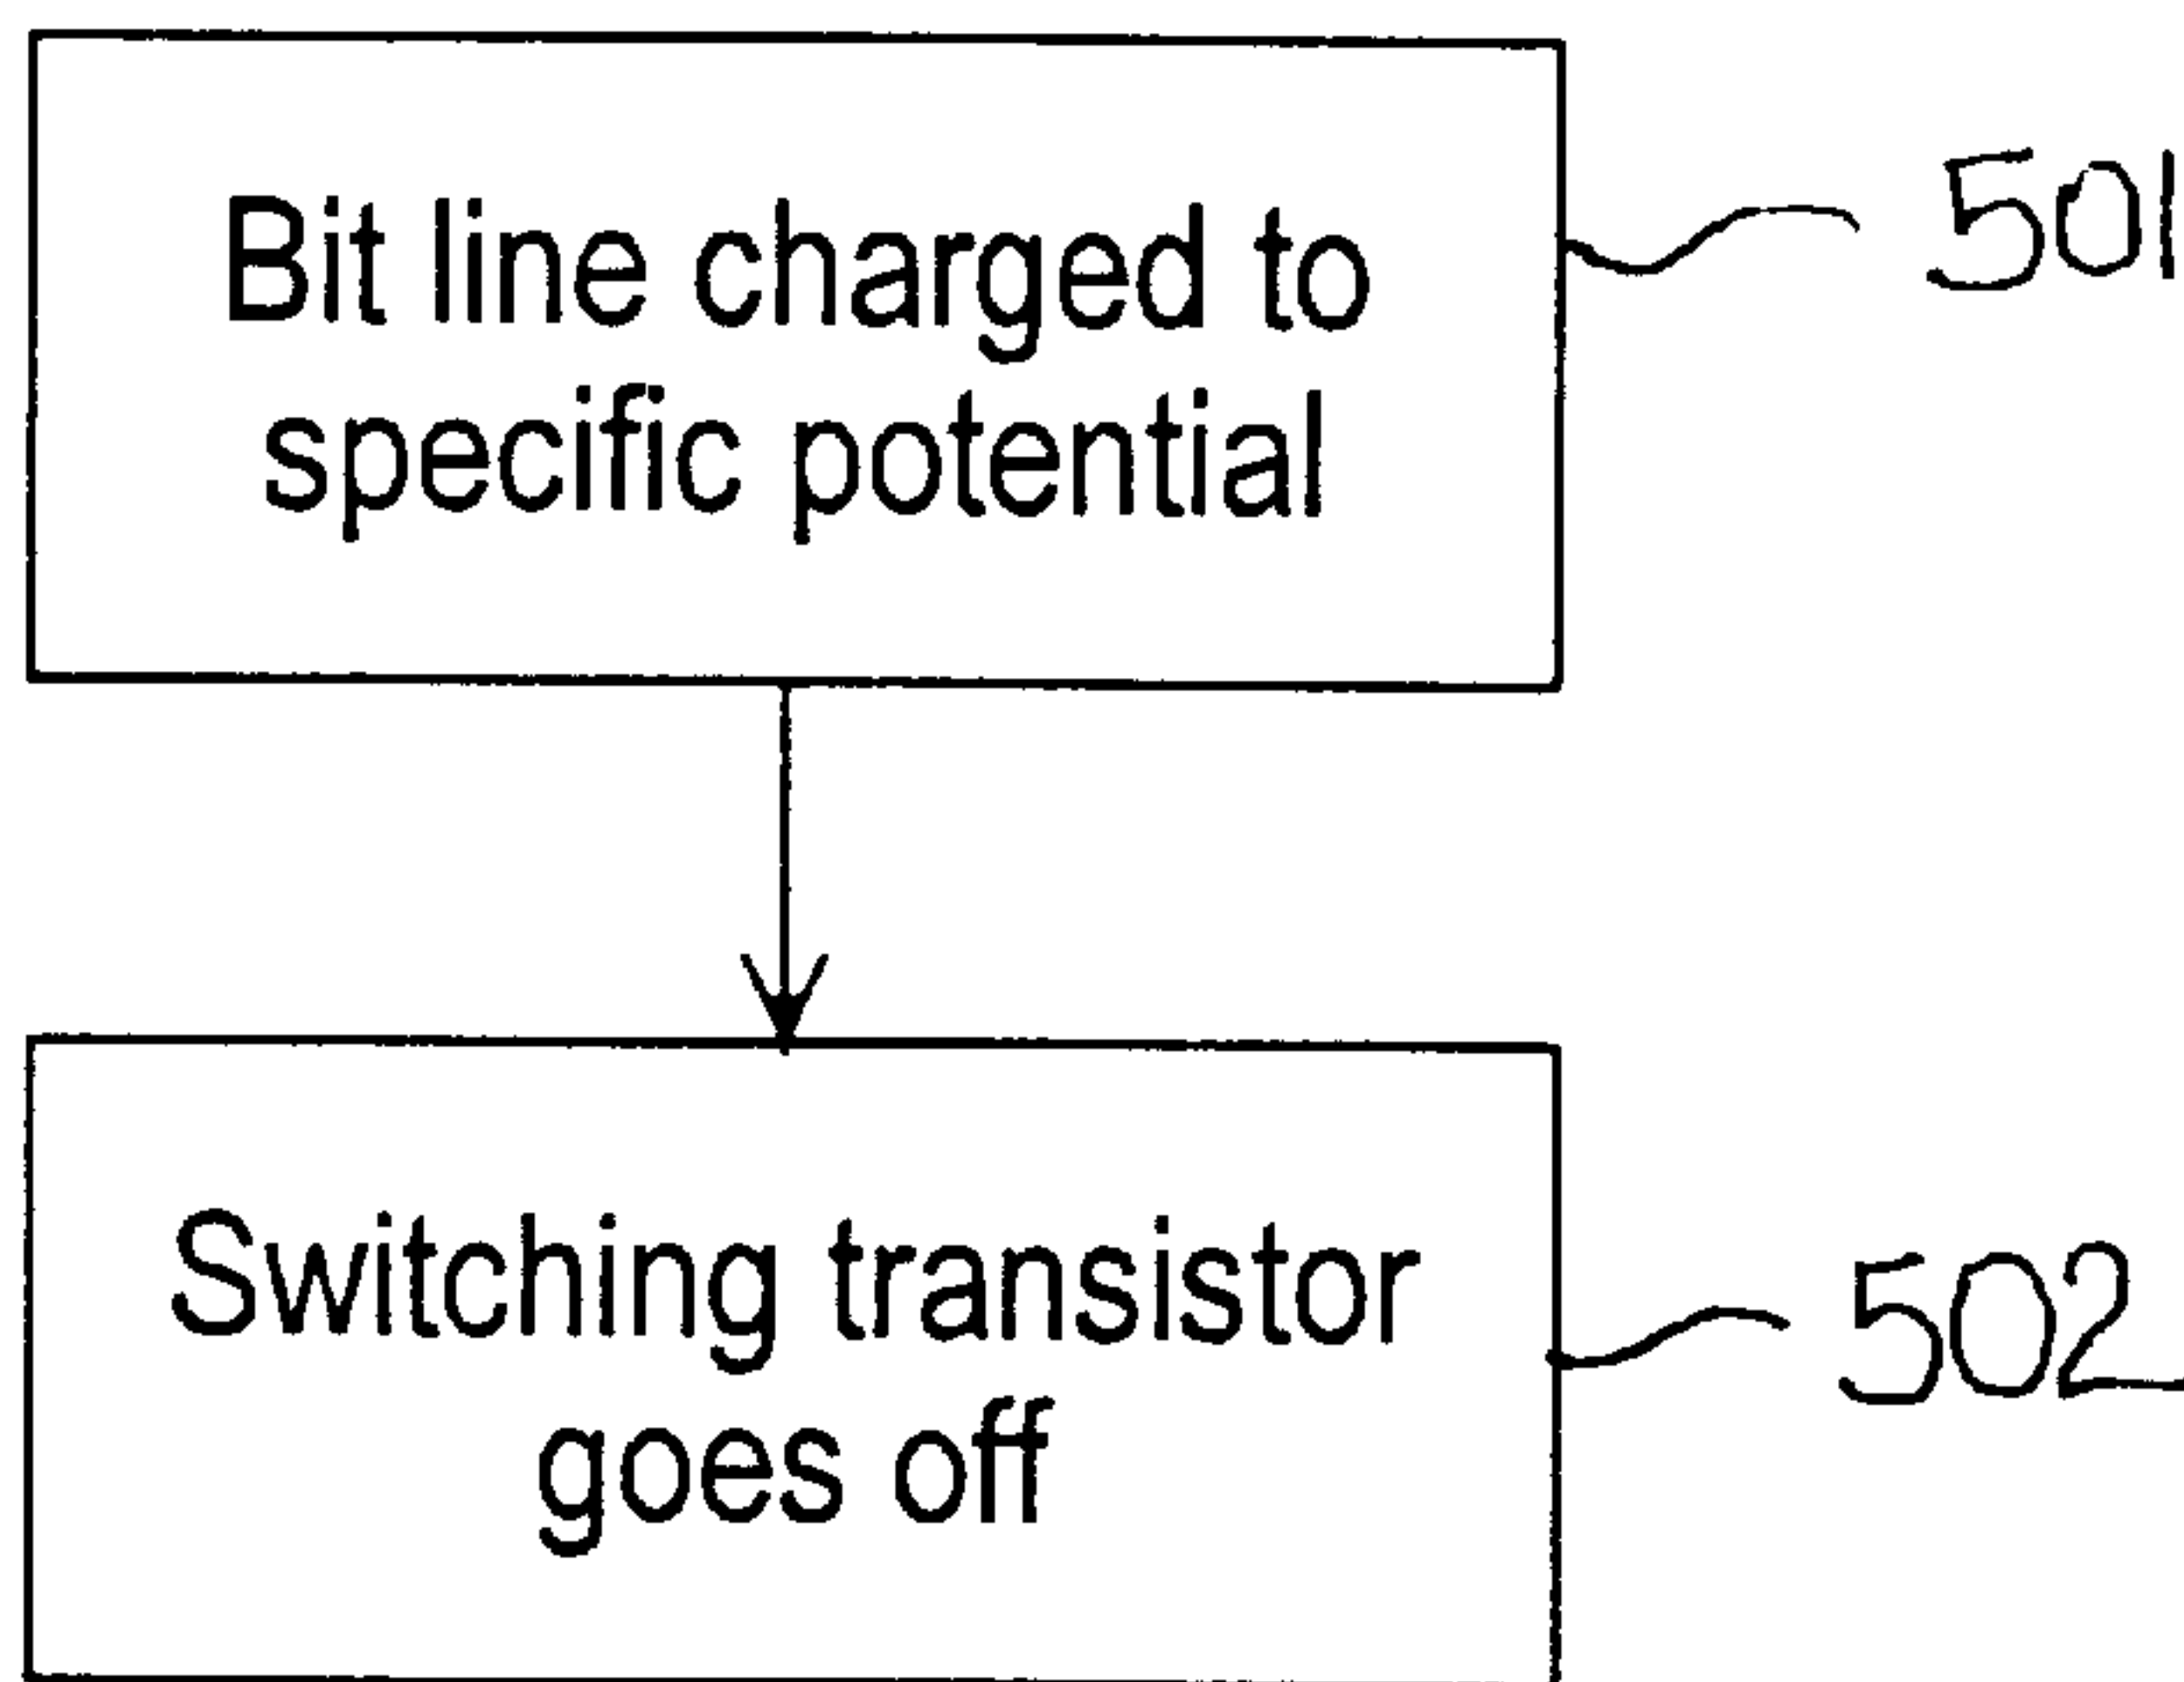 Bit line charged to
specific potential
501
Switching transistor
goes off
502